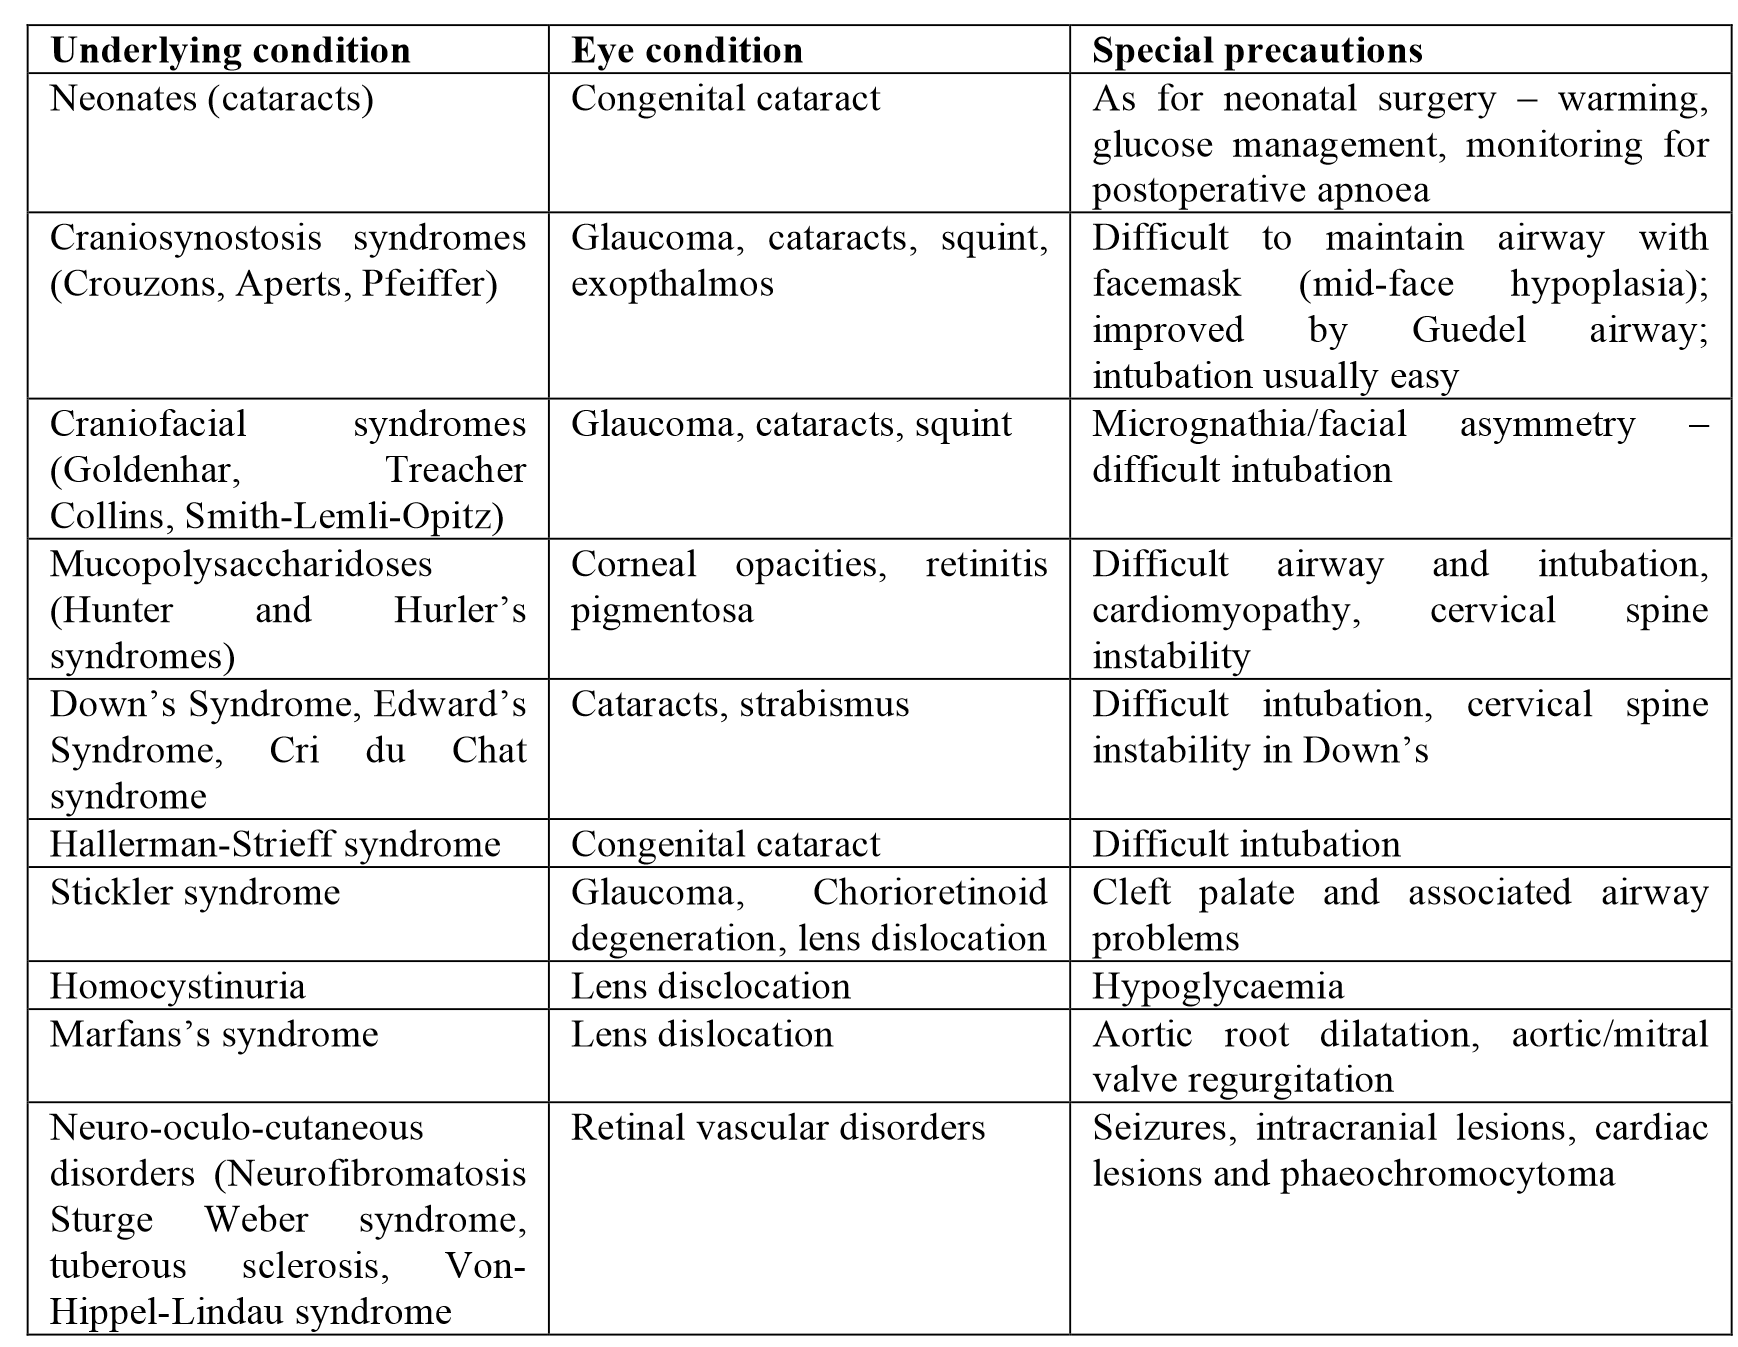 Underlying condition Eye condition Special precautions
Neonates (cataracts) Congenital cataract As for neonatal surgery – warming,
glucose management, monitoring for
postoperative apnoea
Craniosynostosis syndromes
(Crouzons, Aperts, Pfeiffer)
Glaucoma, cataracts, squint,
exopthalmos
Difficult to maintain airway with
facemask (mid-face hypoplasia);
improved by Guedel airway;
intubation usually easy
Craniofacial syndromes
(Goldenhar, Treacher
Collins, Smith-Lemli-Opitz)
Glaucoma, cataracts, squint
Micrognathia/facial asymmetry –
difficult intubation
Mucopolysaccharidoses
(Hunter and Hurler’s
syndromes)
Corneal opacities, retinitis
pigmentosa
Difficult airway and intubation,
cardiomyopathy, cervical spine
instability
Down’s Syndrome, Edward’s
Syndrome, Cri du Chat
syndrome
Cataracts, strabismus
Difficult intubation, cervical spine
instability in Down’s
Hallerman-Strieff syndrome Congenital cataract Difficult intubation
Stickler syndrome
Glaucoma, Chorioretinoid
degeneration, lens dislocation
Cleft palate and associated airway
problems
Homocystinuria Lens disclocation Hypoglycaemia
Marfans’s syndrome Lens dislocation Aortic root dilatation, aortic/mitral
valve regurgitation
Neuro-oculo-cutaneous
disorders (Neurofibromatosis
Sturge Weber syndrome,
tuberous sclerosis, Von-
Hippel-Lindau syndrome
Retinal vascular disorders
Seizures, intracranial lesions, cardiac
lesions and phaeochromocytoma